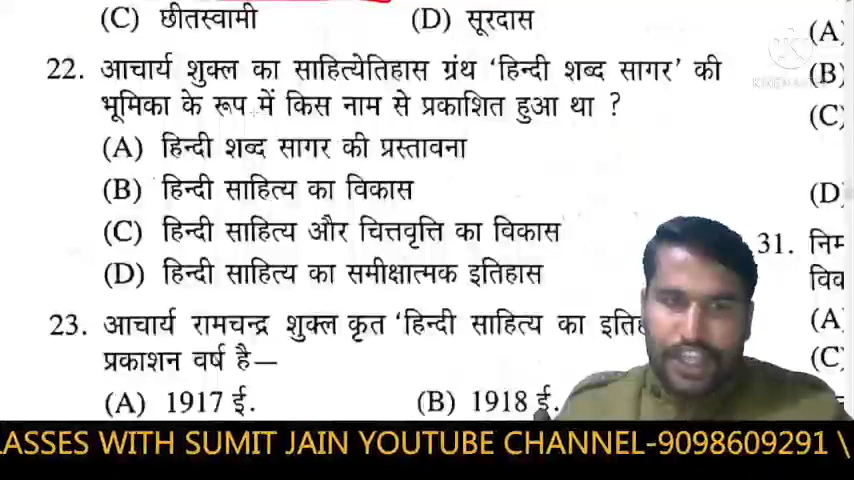 (C) छीतस्वामी (D) सूरदास
22. आचार्य शुक्ल का साहित्येतिहास ग्रंथ ‘हिन्दी शब्द सागर’ की
भूमिका के रूप में किस नाम से प्रकाशित हुआ था ?
(A) हिन्दी शब्द सागर की प्रस्तावना
(B) हिन्दी साहित्य का विकास
(C) हिन्दी साहित्य और चित्तवृत्ति का विकास
(D) हिन्दी साहित्य का समीक्षात्मक इतिहास
23. आचार्य रामचन्द्र शुक्ल कृत ‘हिन्दी साहित्य का
प्रकाशन वर्ष है—
(A) 1917 ई. (B) 1918 ई.
(A)
(B)
(C)
(D)
31.
(A)
(C)
LASSES WITH SUMIT JAIN YOUTUBE CHANNEL-9098609291 \